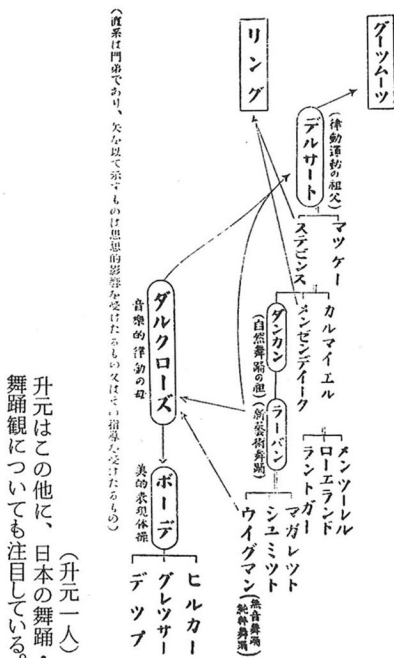 グーツムーツ
リング
デルサート
(律動運動の祖父)
マッケー
ステビンス
カルマイエル
メンゼンデイーク
ダンカン
(自然舞踊の祖)
ラーバン
(新藝術舞踊)
メンツーレル
ローエランド
ラントガー
マガレット
シュミット
ウイグマン
(無音舞踊
純粋舞踊)
ダルクローズ
音樂的律動の母
ボーデ
美的表現体操
ヒルカー
グレツサー
デツプ
(直系は門弟であり、矢を以て示すものは思想的影響を受けたるもの又はその指導を受けたるもの)
(升元一人)
升元はこの他に、日本の舞踊・
舞踊観についても注目している。